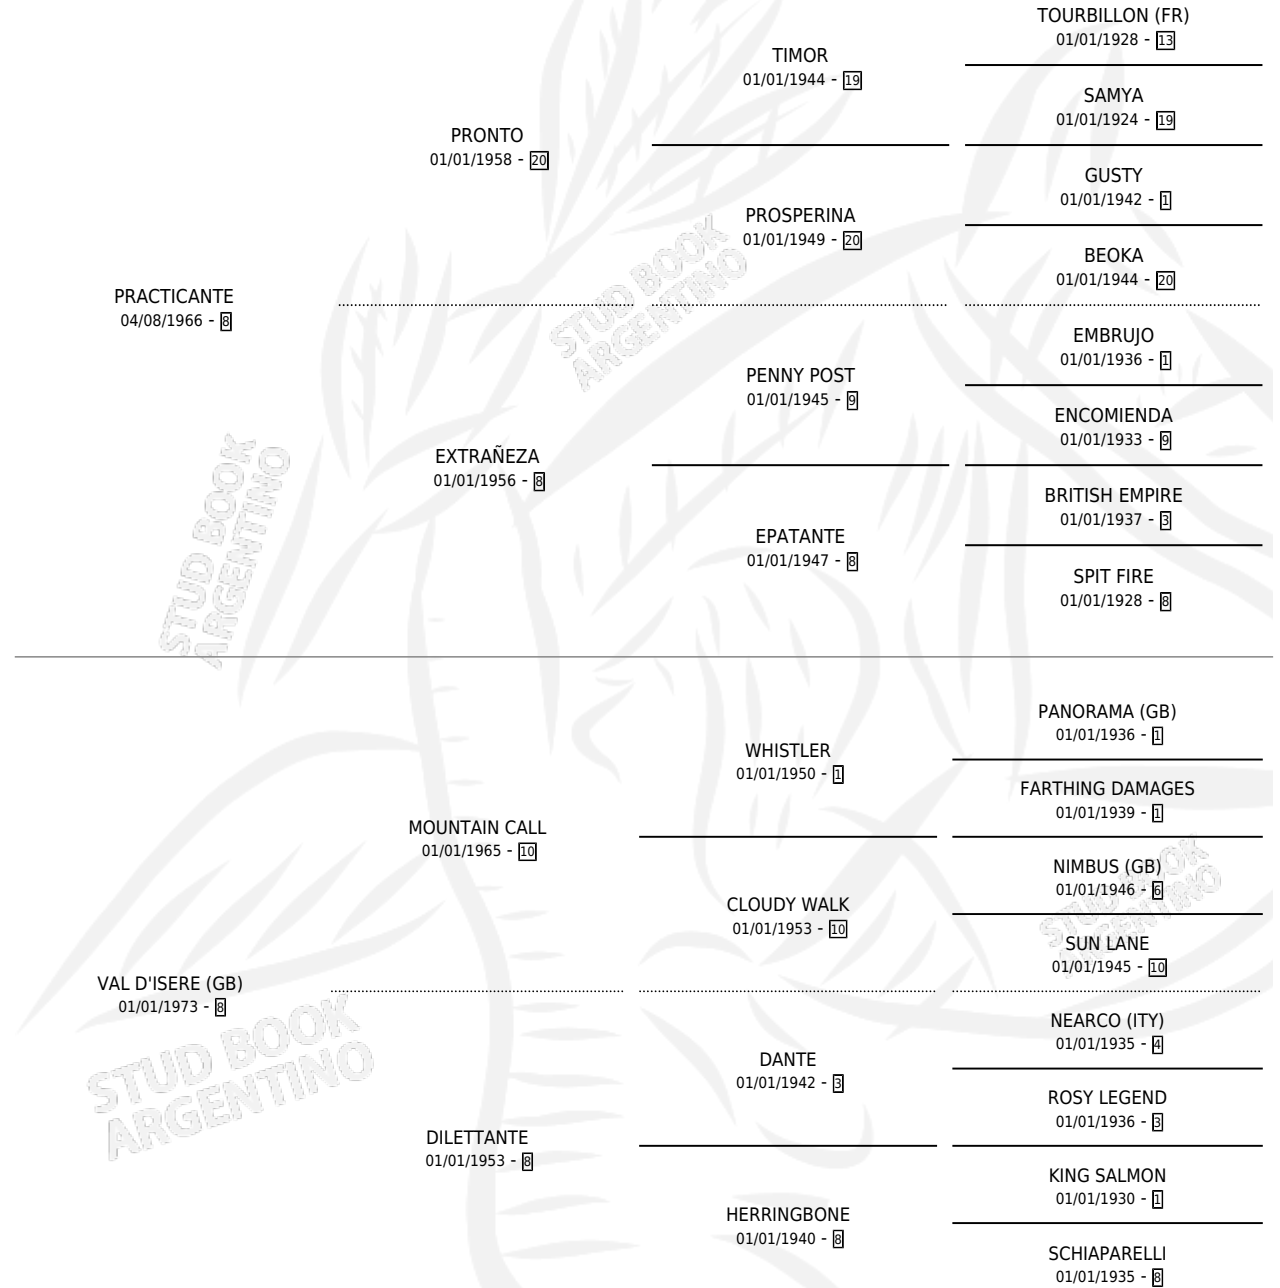 TOURBILLON (FR)
01/01/1928 - 13
TIMOR
01/01/1944 - 19
SAMYA
01/01/1924 - 19
PRONTO
01/01/1958 - 20
GUSTY
01/01/1942 - 1
PROSPERINA
01/01/1949 - 20
BEOKA
01/01/1944 - 20
PRACTICANTE
04/08/1966 - 8
EMBRUJO
01/01/1936 - 1
PENNY POST
01/01/1945 - 9
ENCOMIENDA
01/01/1933 - 9
EXTRAÑEZA
01/01/1956 - 8
BRITISH EMPIRE
01/01/1937 - 3
EPATANTE
01/01/1947 - 8
SPIT FIRE
01/01/1928 - 8
STUD BOOK
ARGENTINO
STUD BOOK
ARGENTINO
PANORAMA (GB)
01/01/1936 - 1
WHISTLER
01/01/1950 - 1
FARTHING DAMAGES
01/01/1939 - 1
MOUNTAIN CALL
01/01/1965 - 10
NIMBUS (GB)
01/01/1946 - 6
CLOUDY WALK
01/01/1953 - 10
SUN LANE
01/01/1945 - 10
VAL D'ISERE (GB)
01/01/1973 - 8
NEARCO (ITY)
01/01/1935 - 4
DANTE
01/01/1942 - 3
ROSY LEGEND
01/01/1936 - 3
DILETTANTE
01/01/1953 - 8
KING SALMON
01/01/1930 - 1
HERRINGBONE
01/01/1940 - 8
SCHIAPARELLI
01/01/1935 - 8
STUD BOOK
ARGENTINO
STUD BOOK
ARGENTINO